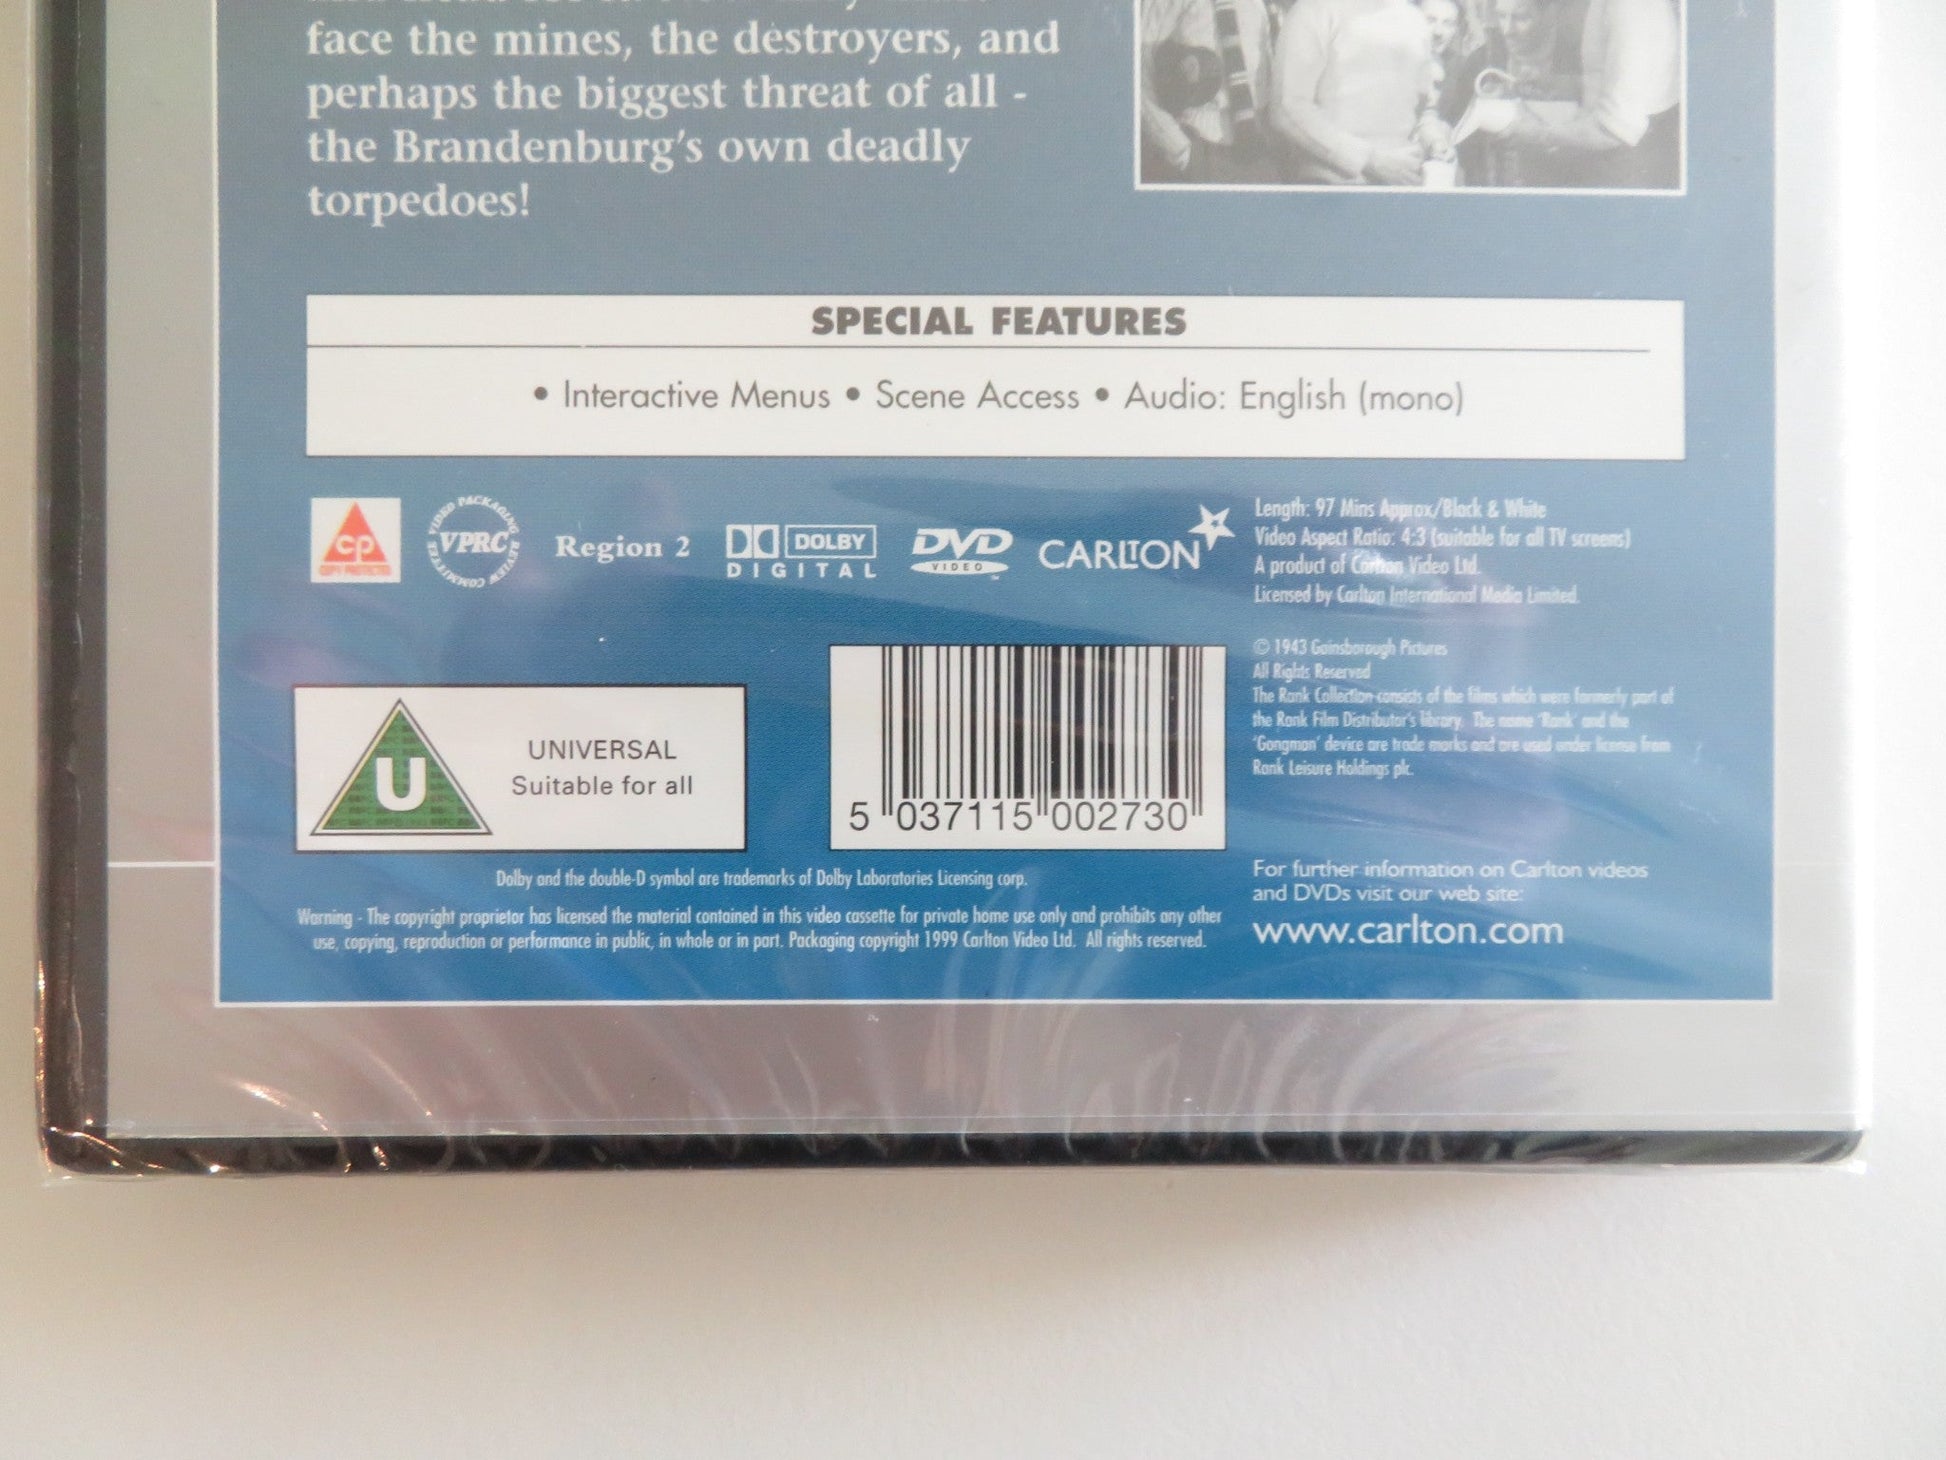 face the mines, the destroyers, and
perhaps the biggest threat of all -
the Brandenburg's own deadly
torpedoes!
SPECIAL FEATURES
• Interactive Menus • Scene Access • Audio: English (mono)
cp
VIDEO PACKAGING REVIEW COMMITTEE
VPRC
Region 2
DOLBY
DIGITAL
DVD
VIDEO
CARLTON
Length: 97 Mins Approx/Black & White
Video Aspect Ratio: 4:3 (suitable for all TV screens)
A product of Carlton Video Ltd.
Licensed by Carlton International Media Limited.
© 1943 Gainsborough Pictures
All Rights Reserved
The Rank Collection consists of the films which were formerly part of
the Rank Film Distributor's library. The name 'Rank' and the
'Gongman' device are trade marks and are used under license from
Rank Leisure Holdings plc.
U
UNIVERSAL
Suitable for all
5 037115 002730
Dolby and the double-D symbol are trademarks of Dolby Laboratories Licensing corp.
Warning - The copyright proprietor has licensed the material contained in this video cassette for private home use only and prohibits any other
use, copying, reproduction or performance in public, in whole or in part. Packaging copyright 1999 Carlton Video Ltd. All rights reserved.
For further information on Carlton videos
and DVDs visit our web site:
www.carlton.com